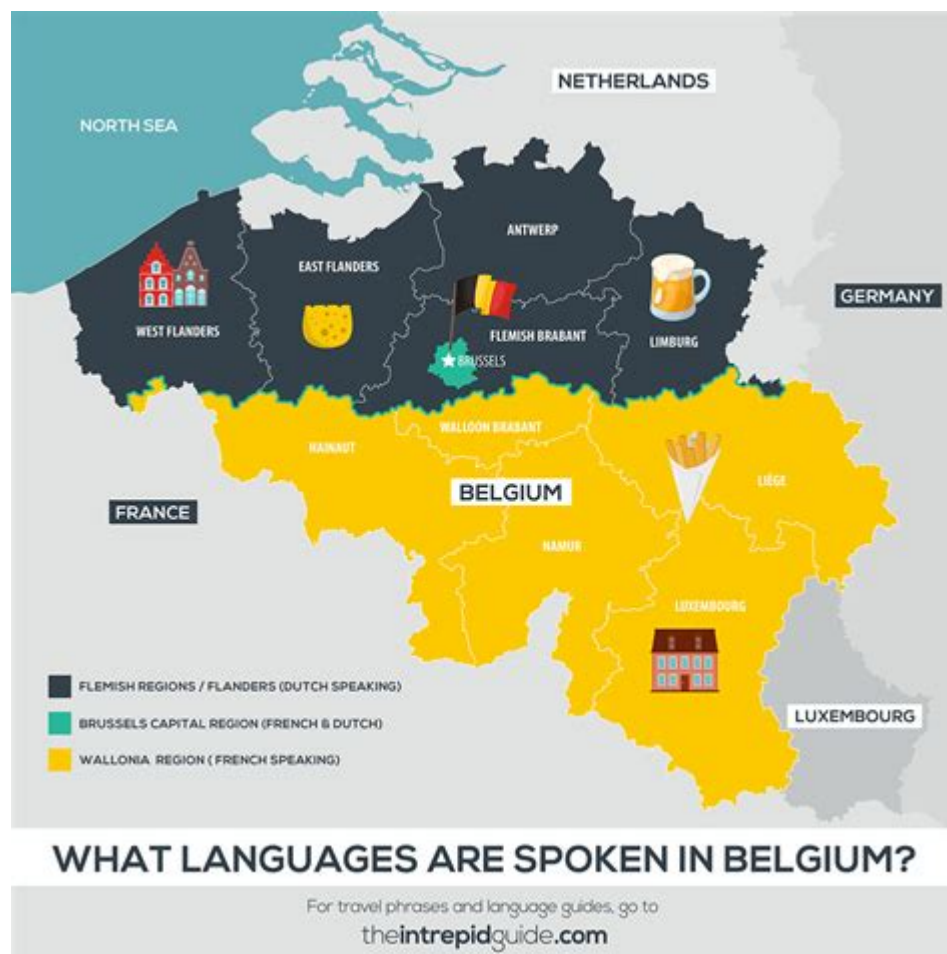 NETHERLANDS
NORTH SEA
ANTWERP
EAST FLANDERS
GERMANY
WEST FLANDERS
FLEMISH BRABANT
LIMBURG
BRUSSELS
WALLOON BRABANT
HAINAUT
LIÈGE
BELGIUM
FRANCE
NAMUR
LUXEMBOURG
FLEMISH REGIONS / FLANDERS (DUTCH SPEAKING)
LUXEMBOURG
BRUSSELS CAPITAL REGION (FRENCH & DUTCH)
WALLONIA REGION ( FRENCH SPEAKING)
WHAT LANGUAGES ARE SPOKEN IN BELGIUM?
For travel phrases and language guides, go to
theintrepidguide.com